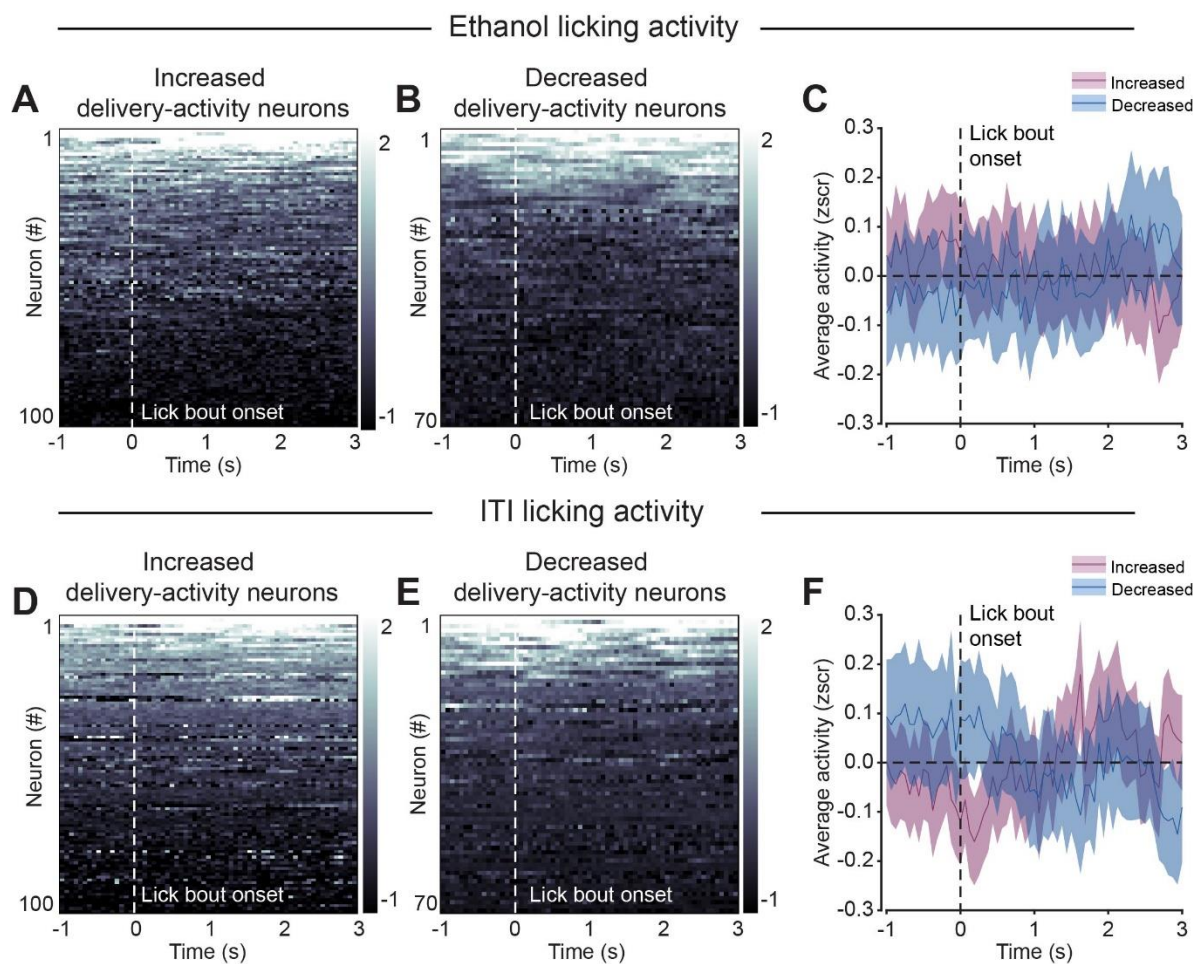 Ethanol licking activity
A
Increased
delivery-activity neurons
1
100
Neuron (#)
Lick bout onset
2
-1
-1 0 1 2 3
Time (s)
B
Decreased
delivery-activity neurons
1
70
Neuron (#)
Lick bout onset
2
-1
-1 0 1 2 3
Time (s)
C
Increased
Decreased
Lick bout
onset
0.3
0.2
0.1
0.0
-0.1
-0.2
-0.3
Average activity (zscr)
-1 0 1 2 3
Time (s)
ITI licking activity
D
Increased
delivery-activity neurons
1
100
Neuron (#)
Lick bout onset
2
-1
-1 0 1 2 3
Time (s)
E
Decreased
delivery-activity neurons
1
70
Neuron (#)
Lick bout onset
2
-1
-1 0 1 2 3
Time (s)
F
Increased
Decreased
Lick bout
onset
0.3
0.2
0.1
0.0
-0.1
-0.2
-0.3
Average activity (zscr)
-1 0 1 2 3
Time (s)